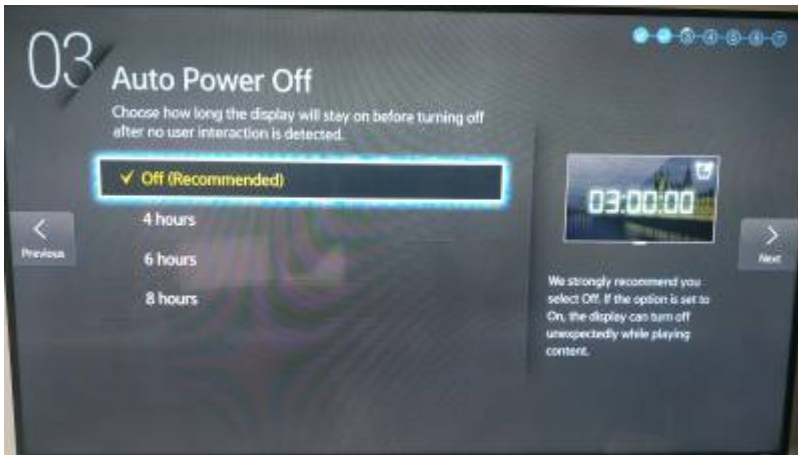 03
Auto Power Off
Choose how long the display will stay on before turning off
after no user interaction is detected.
✓ Off (Recommended)
4 hours
6 hours
8 hours
Previous
03:00:00
We strongly recommend you
select Off. If the option is set to
On, the display can turn off
unexpectedly while playing
content.
Next